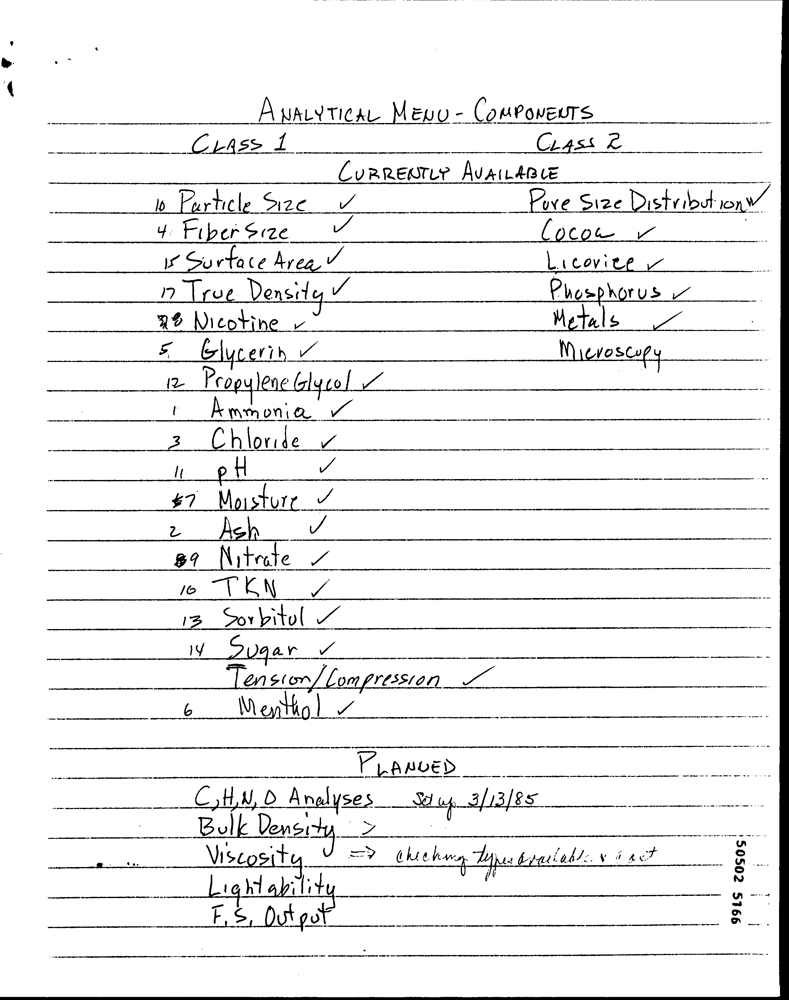 ANALYTICAL MENU - COMPONENTS
CLASS 1 CLASS 2
CURRENTLY AVAILABLE
10 Particle Size ✓ Pore Size Distribution ✓
4 Fiber Size ✓ Cocoa ✓
15 Surface Area ✓ Licorice ✓
17 True Density ✓ Phosphorus ✓
8 Nicotine ✓ Metals ✓
5 Glycerin ✓ Microscopy
12 Propylene Glycol ✓
1 Ammonia ✓
3 Chloride ✓
11 pH ✓
7 Moisture ✓
2 Ash ✓
9 Nitrate ✓
16 TKN ✓
13 Sorbitol ✓
14 Sugar ✓
Tension/Compression ✓
6 Menthol ✓
PLANNED
C, H, N, O Analyses Set up 3/13/85
Bulk Density >
Viscosity => checking types available
Lightability
F.S. Output
50502 5166